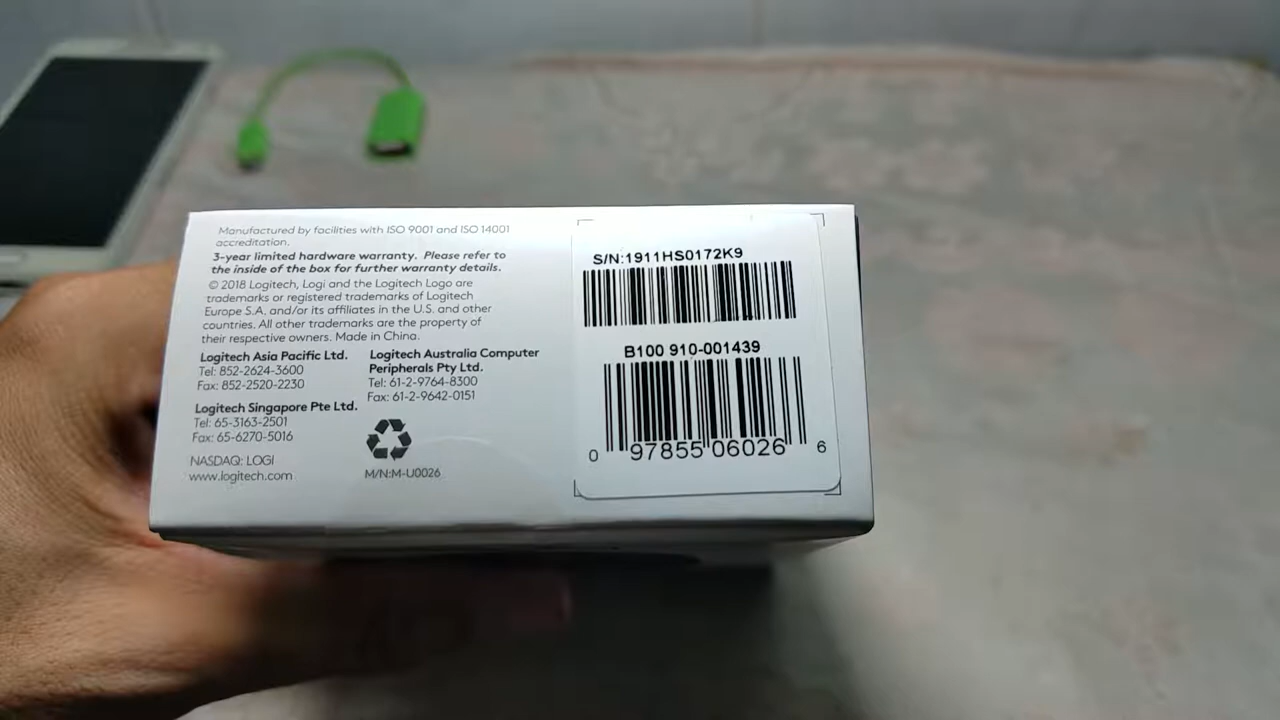 Manufactured by facilities with ISO 9001 and ISO 14001
accreditation.
3-year limited hardware warranty. Please refer to
the inside of the box for further warranty details.
© 2018 Logitech, Logi and the Logitech Logo are
trademarks or registered trademarks of Logitech
Europe S.A. and/or its affiliates in the U.S. and other
countries. All other trademarks are the property of
their respective owners. Made in China.
Logitech Asia Pacific Ltd.
Tel: 852-2624-3600
Fax: 852-2520-2230
Logitech Australia Computer
Peripherals Pty Ltd.
Tel: 61-2-9764-8300
Fax: 61-2-9642-0151
Logitech Singapore Pte Ltd.
Tel: 65-3163-2501
Fax: 65-6270-5016
NASDAQ: LOGI
www.logitech.com
M/N:M-U0026
S/N:1911HS0172K9
B100 910-001439
0 97855 06026 6